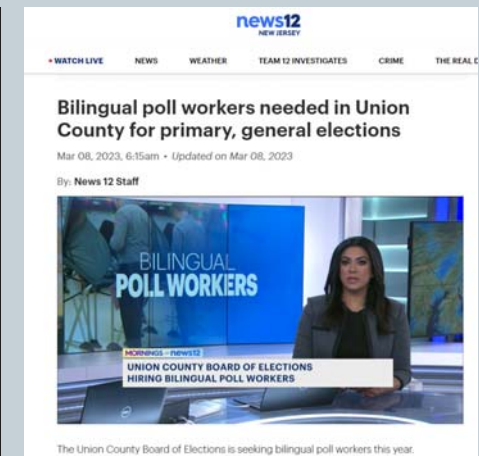 news12
NEW JERSEY
• WATCH LIVE NEWS WEATHER TEAM 12 INVESTIGATES CRIME THE REAL D
Bilingual poll workers needed in Union
County for primary, general elections
Mar 08, 2023, 6:15am • Updated on Mar 08, 2023
By: News 12 Staff
BILINGUAL
POLL WORKERS
MORNINGS on news12
UNION COUNTY BOARD OF ELECTIONS
HIRING BILINGUAL POLL WORKERS
The Union County Board of Elections is seeking bilingual poll workers this year.